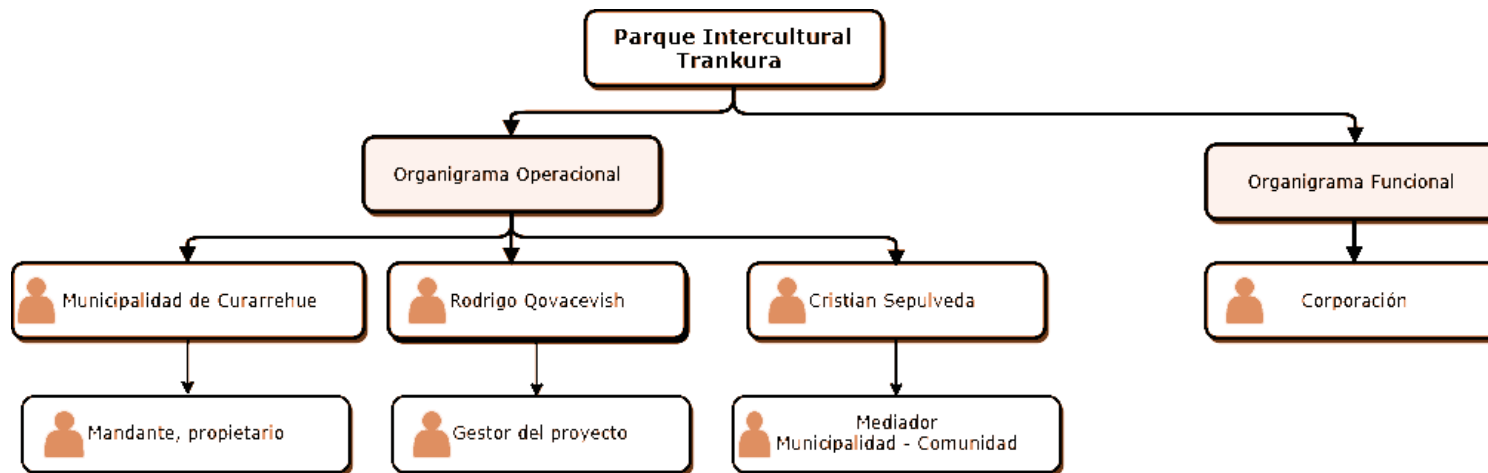 Parque Intercultural
Trankura
Organigrama Operacional
Organigrama Funcional
Municipalidad de Curarrehue
Rodrigo Qovacevish
Cristian Sepulveda
Corporación
Mandante, propietario
Gestor del proyecto
Mediador
Municipalidad - Comunidad